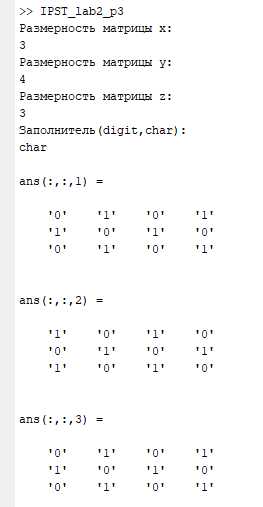 >> IPST_lab2_p3
Размерность матрицы x:
3
Размерность матрицы y:
4
Размерность матрицы z:
3
Заполнитель(digit,char):
char
ans(:,:,1) =
'0' '1' '0' '1'
'1' '0' '1' '0'
'0' '1' '0' '1'
ans(:,:,2) =
'1' '0' '1' '0'
'0' '1' '0' '1'
'1' '0' '1' '0'
ans(:,:,3) =
'0' '1' '0' '1'
'1' '0' '1' '0'
'0' '1' '0' '1'